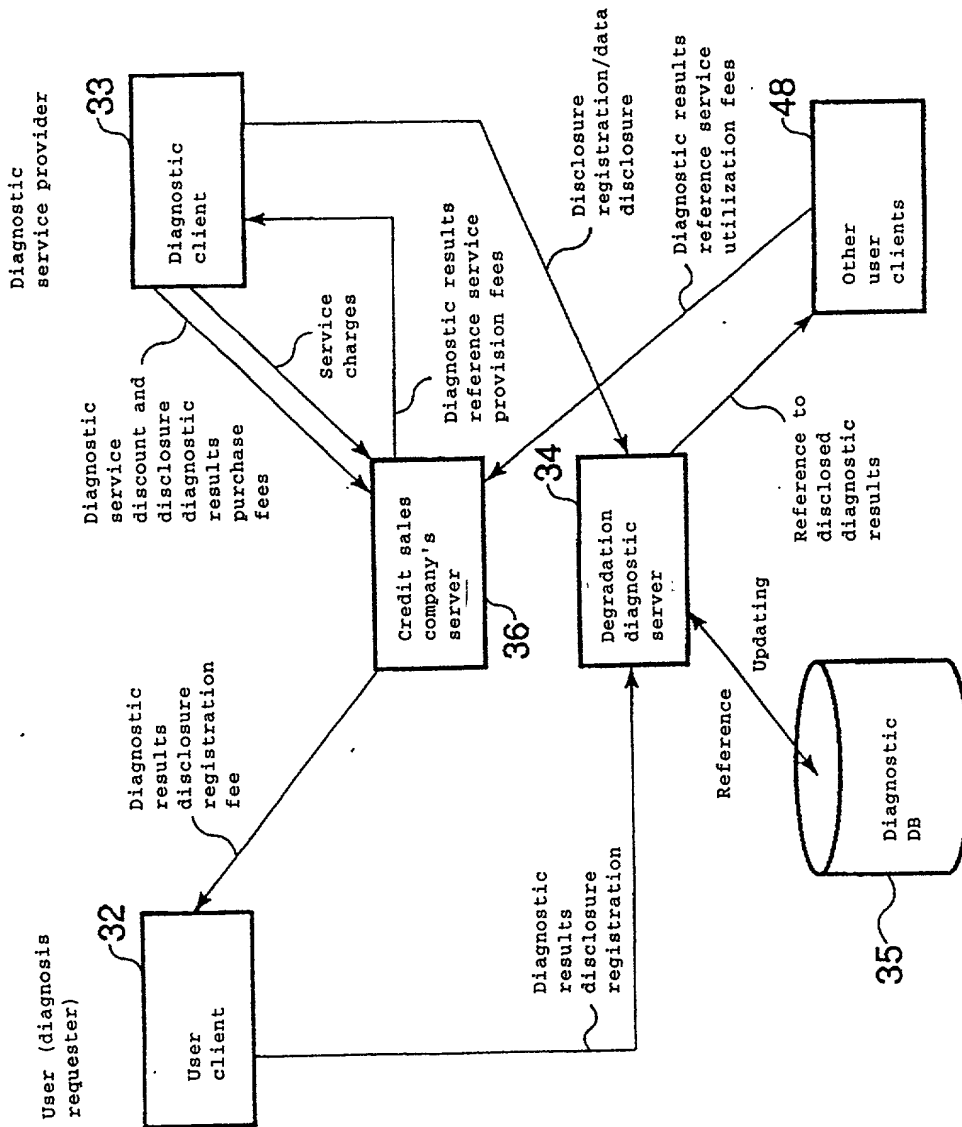 User (diagnosis
requester)
32
User
client
Diagnostic
results
disclosure
registration
fee
Diagnostic
results
disclosure
registration
Diagnostic
service
discount and
disclosure
diagnostic
results
purchase
fees
Service
charges
Diagnostic
service provider
33
Diagnostic
client
Credit sales
company's
server
36
Diagnostic results
reference service
provision fees
Disclosure
registration/data
disclosure
34
Degradation
diagnostic
server
Diagnostic results
reference service
utilization fees
Reference
Updating
Reference to
disclosed
diagnostic
results
48
Other
user
clients
Diagnostic
DB
35